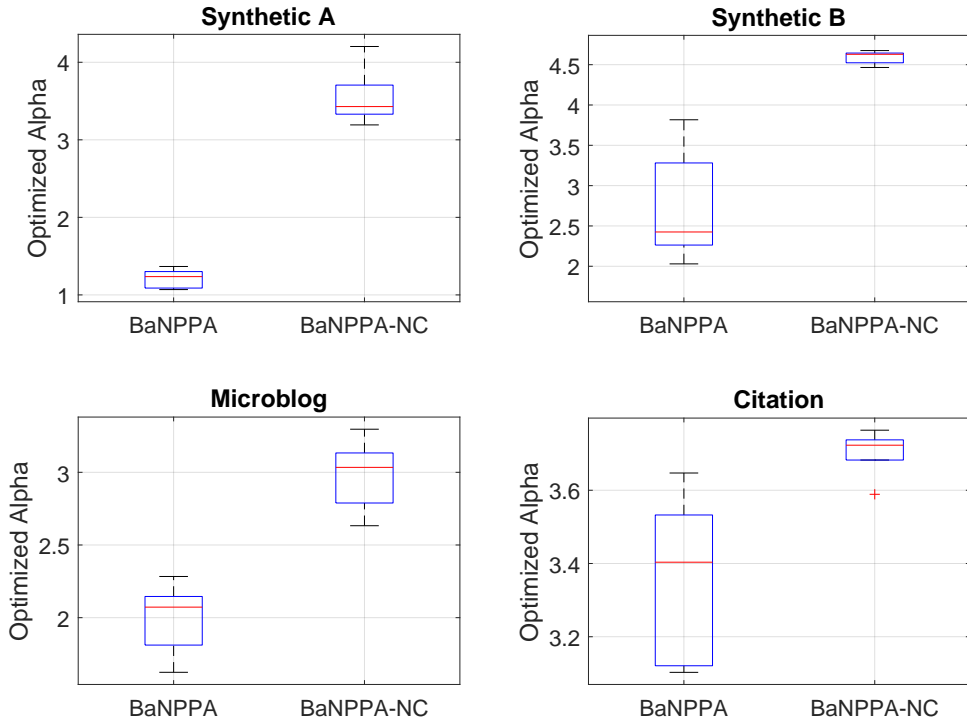 Synthetic A
Optimized Alpha
4
3
2
1
BaNPPA
BaNPPA-NC
Synthetic B
Optimized Alpha
4.5
4
3.5
3
2.5
2
BaNPPA
BaNPPA-NC
Microblog
Optimized Alpha
3
2.5
2
BaNPPA
BaNPPA-NC
Citation
Optimized Alpha
3.6
3.4
3.2
BaNPPA
BaNPPA-NC